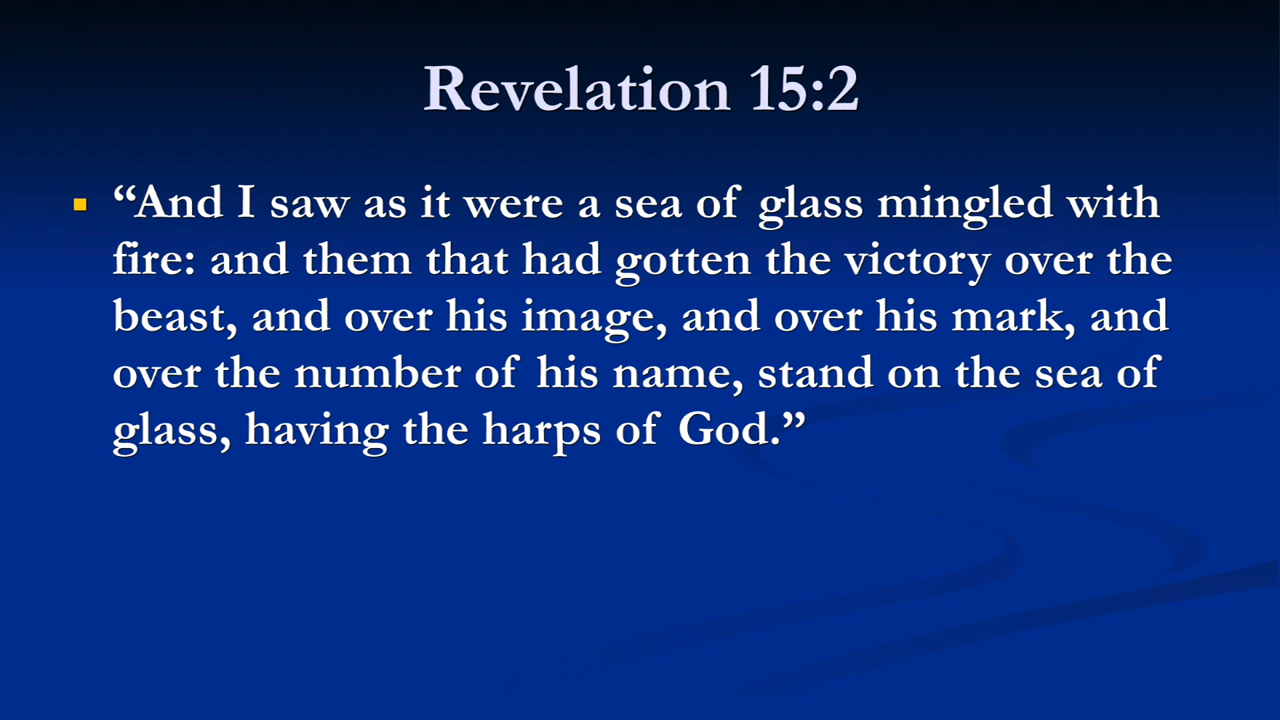 Revelation 15:2
“And I saw as it were a sea of glass mingled with
fire: and them that had gotten the victory over the
beast, and over his image, and over his mark, and
over the number of his name, stand on the sea of
glass, having the harps of God.”